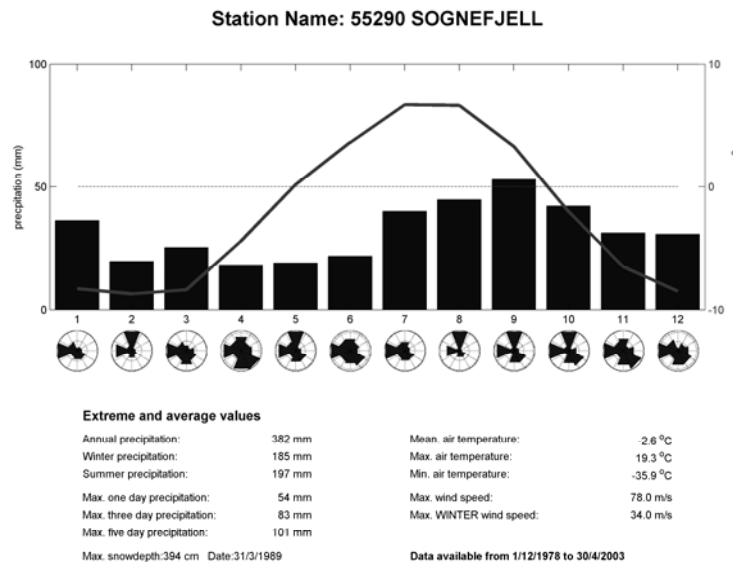 Station Name: 55290 SOGNEFJELL
100
10
precpitation (mm)
50
0
0
-10
1 2 3 4 5 6 7 8 9 10 11 12
Extreme and average values
Annual precipitation: 382 mm
Mean. air temperature: -2.6 °C
Winter precipitation: 185 mm
Max. air temperature: 19.3 °C
Summer precipitation: 197 mm
Min. air temperature: -35.9 °C
Max. one day precipitation: 54 mm
Max. wind speed: 78.0 m/s
Max. three day precipitation: 83 mm
Max. WINTER wind speed: 34.0 m/s
Max. five day precipitation: 101 mm
Max. snowdepth:394 cm Date:31/3/1989
Data available from 1/12/1978 to 30/4/2003